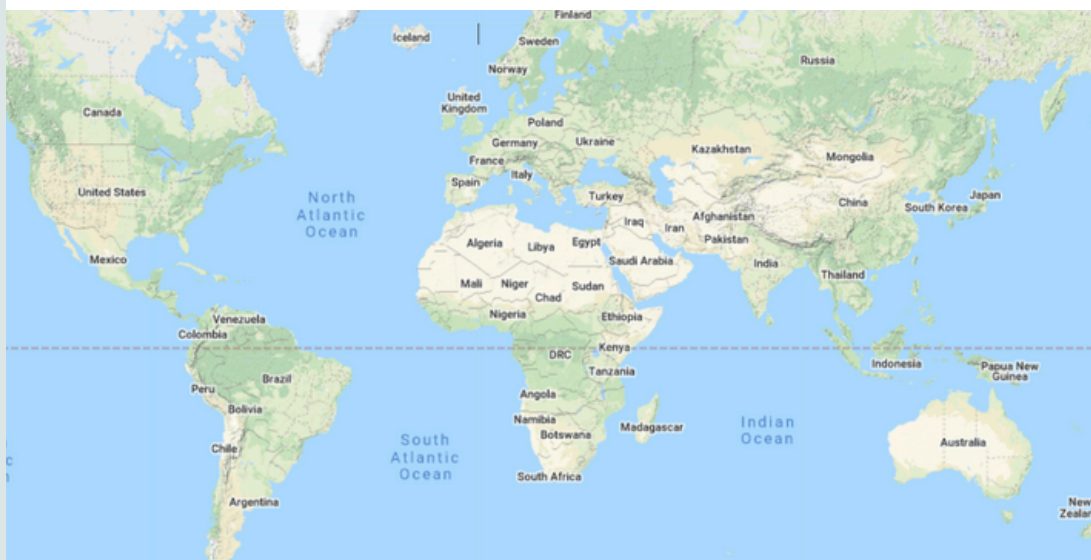 Finland
Iceland
Sweden
Russia
Norway
United
Kingdom
Canada
Poland
Germany
Ukraine
Kazakhstan
Mongolia
France
Italy
Spain
United States
Turkey
North
Atlantic
Ocean
Japan
China
South Korea
Iraq
Iran
Afghanistan
Pakistan
Algeria
Libya
Egypt
Mexico
Saudi Arabia
India
Thailand
Mali
Niger
Chad
Sudan
Nigeria
Ethiopia
Venezuela
Colombia
Kenya
DRC
Tanzania
Indonesia
Papua New
Guinea
Peru
Brazil
Angola
Bolivia
Namibia
Botswana
Madagascar
Indian
Ocean
Chile
South
Atlantic
Ocean
Australia
South Africa
Argentina
New